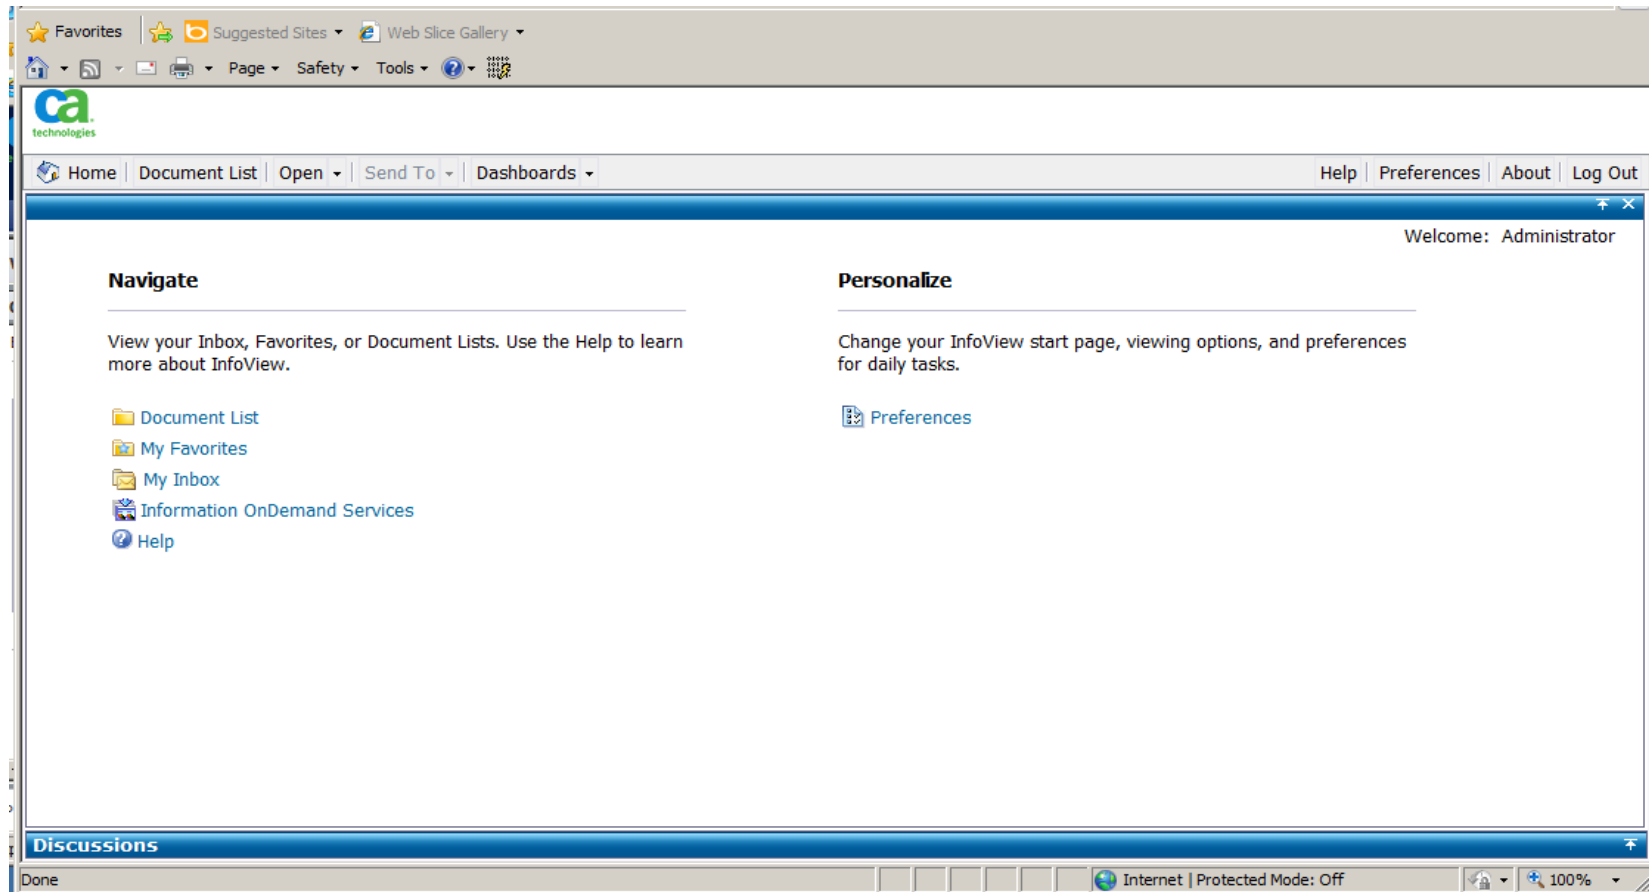 Favorites Suggested Sites Web Slice Gallery
Page Safety Tools
ca
technologies
Home Document List Open Send To Dashboards Help Preferences About Log Out
Welcome: Administrator
Navigate
View your Inbox, Favorites, or Document Lists. Use the Help to learn
more about InfoView.
Document List
My Favorites
My Inbox
Information OnDemand Services
Help
Personalize
Change your InfoView start page, viewing options, and preferences
for daily tasks.
Preferences
Discussions
Done Internet | Protected Mode: Off 100%